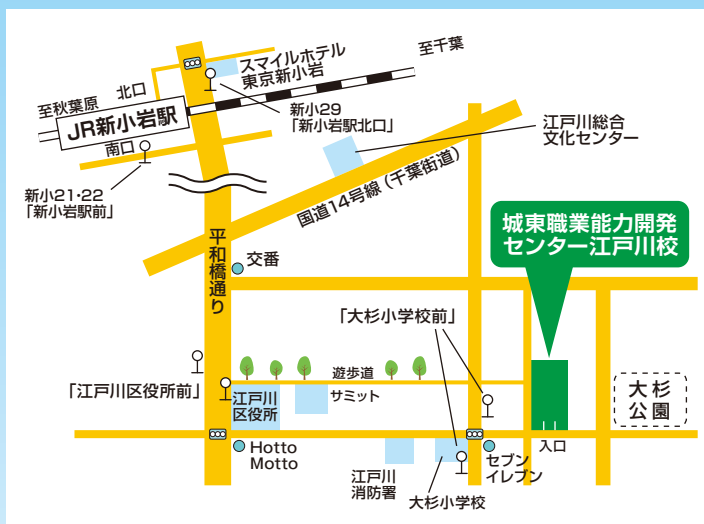 スマイルホテル
東京新小岩
至千葉
至秋葉原
北口
JR新小岩駅
南口
新小29
「新小岩駅北口」
新小21・22
「新小岩駅前」
江戸川総合
文化センター
国道14号線（千葉街道）
城東職業能力開発
センター江戸川校
平和橋通り
交番
「大杉小学校前」
「江戸川区役所前」
遊歩道
江戸川
区役所
サミット
大杉
公園
入口
Hotto
Motto
江戸川
消防署
大杉小学校
セブン
イレブン